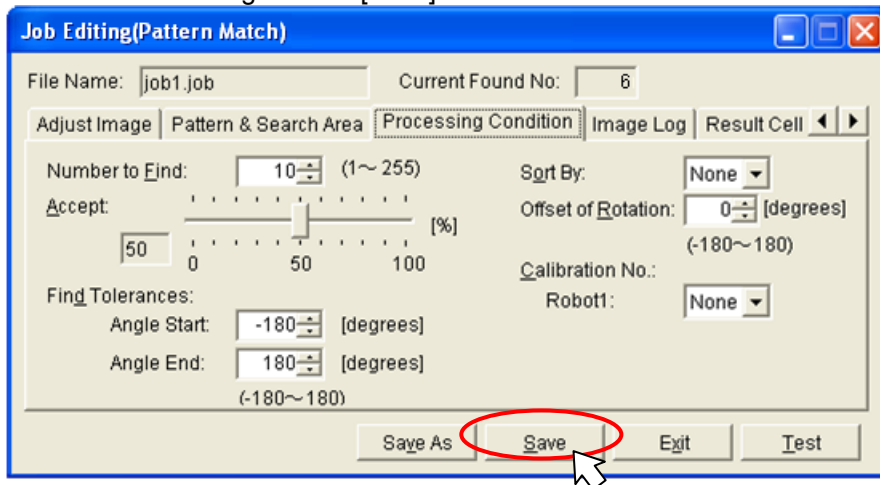 Job Editing(Pattern Match)
File Name: job1.job Current Found No: 6
Adjust Image Pattern & Search Area Processing Condition Image Log Result Cell
Number to Find: 10 (1～255) Sort By: None
Accept: 50 0 50 100 [%] Offset of Rotation: 0 [degrees]
(-180～180)
Calibration No.:
Find Tolerances: Robot1: None
Angle Start: -180 [degrees]
Angle End: 180 [degrees]
(-180～180)
Save As Save Exit Test